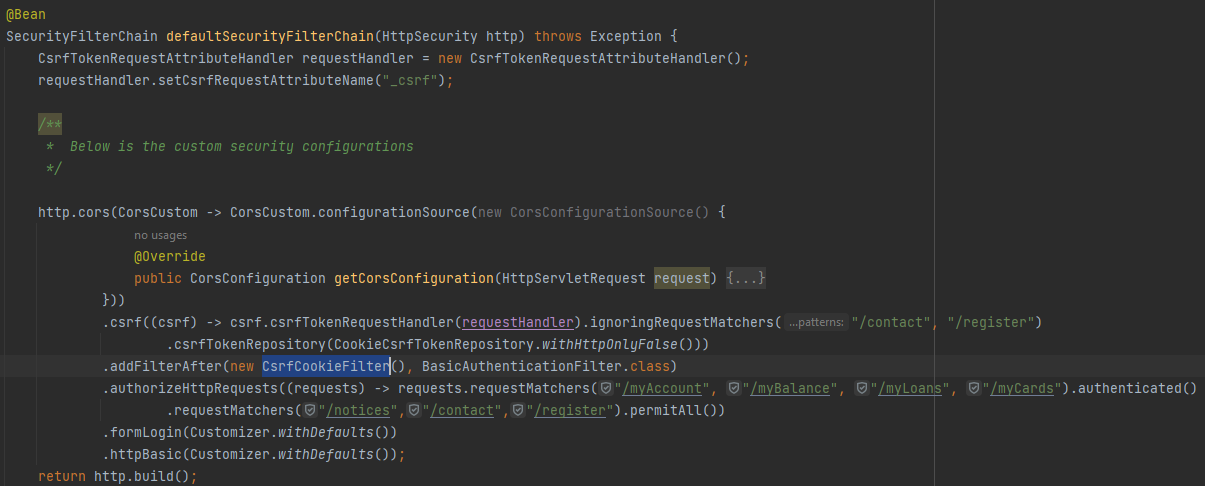 @Bean
SecurityFilterChain defaultSecurityFilterChain(HttpSecurity http) throws Exception {
    CsrfTokenRequestAttributeHandler requestHandler = new CsrfTokenRequestAttributeHandler();
    requestHandler.setCsrfRequestAttributeName("_csrf");
    /**
     *  Below is the custom security configurations
     */
    http.cors(CorsCustom -> CorsCustom.configurationSource(new CorsConfigurationSource() {
                no usages
                @Override
                public CorsConfiguration getCorsConfiguration(HttpServletRequest request) {...}
            }))
            .csrf((csrf) -> csrf.csrfTokenRequestHandler(requestHandler).ignoringRequestMatchers( ...patterns: "/contact", "/register")
                    .csrfTokenRepository(CookieCsrfTokenRepository.withHttpOnlyFalse()))
            .addFilterAfter(new CsrfCookieFilter(), BasicAuthenticationFilter.class)
            .authorizeHttpRequests((requests) -> requests.requestMatchers("/myAccount", "/myBalance", "/myLoans", "/myCards").authenticated()
                    .requestMatchers("/notices","/contact","/register").permitAll())
            .formLogin(Customizer.withDefaults())
            .httpBasic(Customizer.withDefaults());
    return http.build();